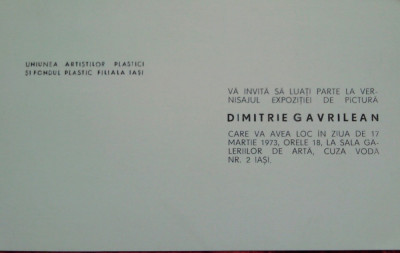 UNIUNEA ARTIȘTILOR PLASTICI
ȘI FONDUL PLASTIC FILIALA IAȘI
VĂ INVITĂ SĂ LUAȚI PARTE LA VER-
NISAJUL EXPOZIȚIEI DE PICTURĂ
DIMITRIE GAVRILEAN
CARE VA AVEA LOC ÎN ZIUA DE 17
MARTIE 1973, ORELE 18, LA SALA GA-
LERIILOR DE ARTĂ, CUZA VODĂ
NR. 2 IAȘI.